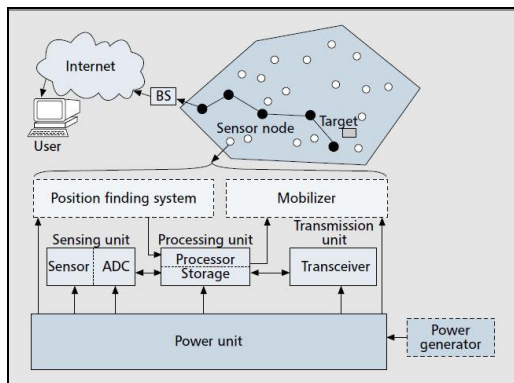 Internet
BS
User
Sensor node
Target
Position finding system
Mobilizer
Sensing unit
Processing unit
Transmission
unit
Sensor
ADC
Processor
Storage
Transceiver
Power unit
Power
generator